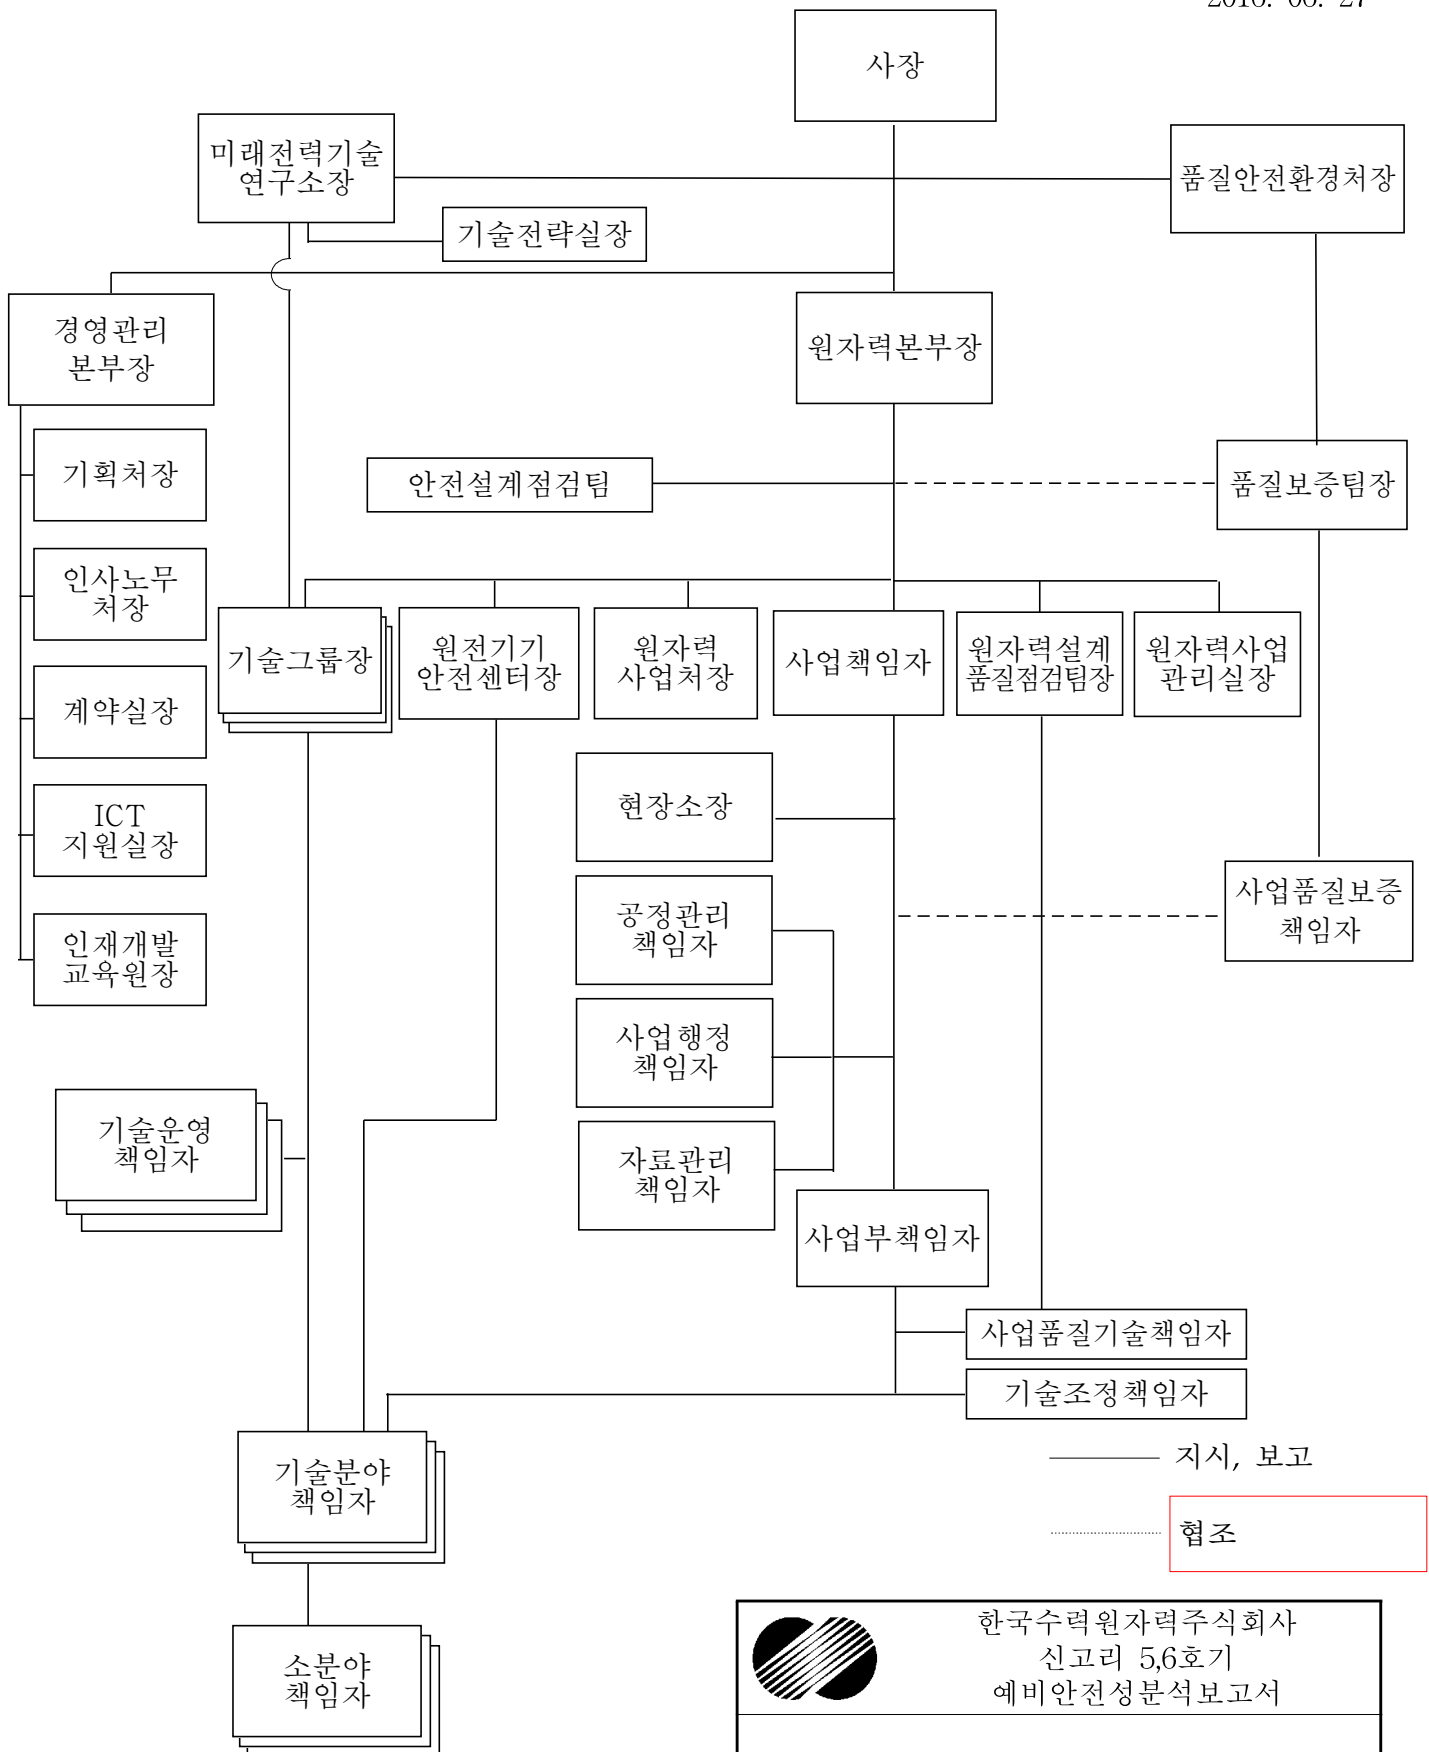 사장
미래전력기술
연구소장
품질안전환경처장
기술전략실장
경영관리
본부장
원자력본부장
기획처장
안전설계점검팀
품질보증팀장
인사노무
처장
기술그룹장
원전기기
안전센터장
원자력
사업처장
사업책임자
원자력설계
품질점검팀장
원자력사업
관리실장
계약실장
현장소장
ICT
지원실장
공정관리
책임자
사업품질보증
책임자
인재개발
교육원장
사업행정
책임자
기술운영
책임자
자료관리
책임자
사업부책임자
사업품질기술책임자
기술조정책임자
기술분야
책임자
지시, 보고
협조
소분야
책임자
한국수력원자력주식회사
신고리 5,6호기
예비안전성분석보고서